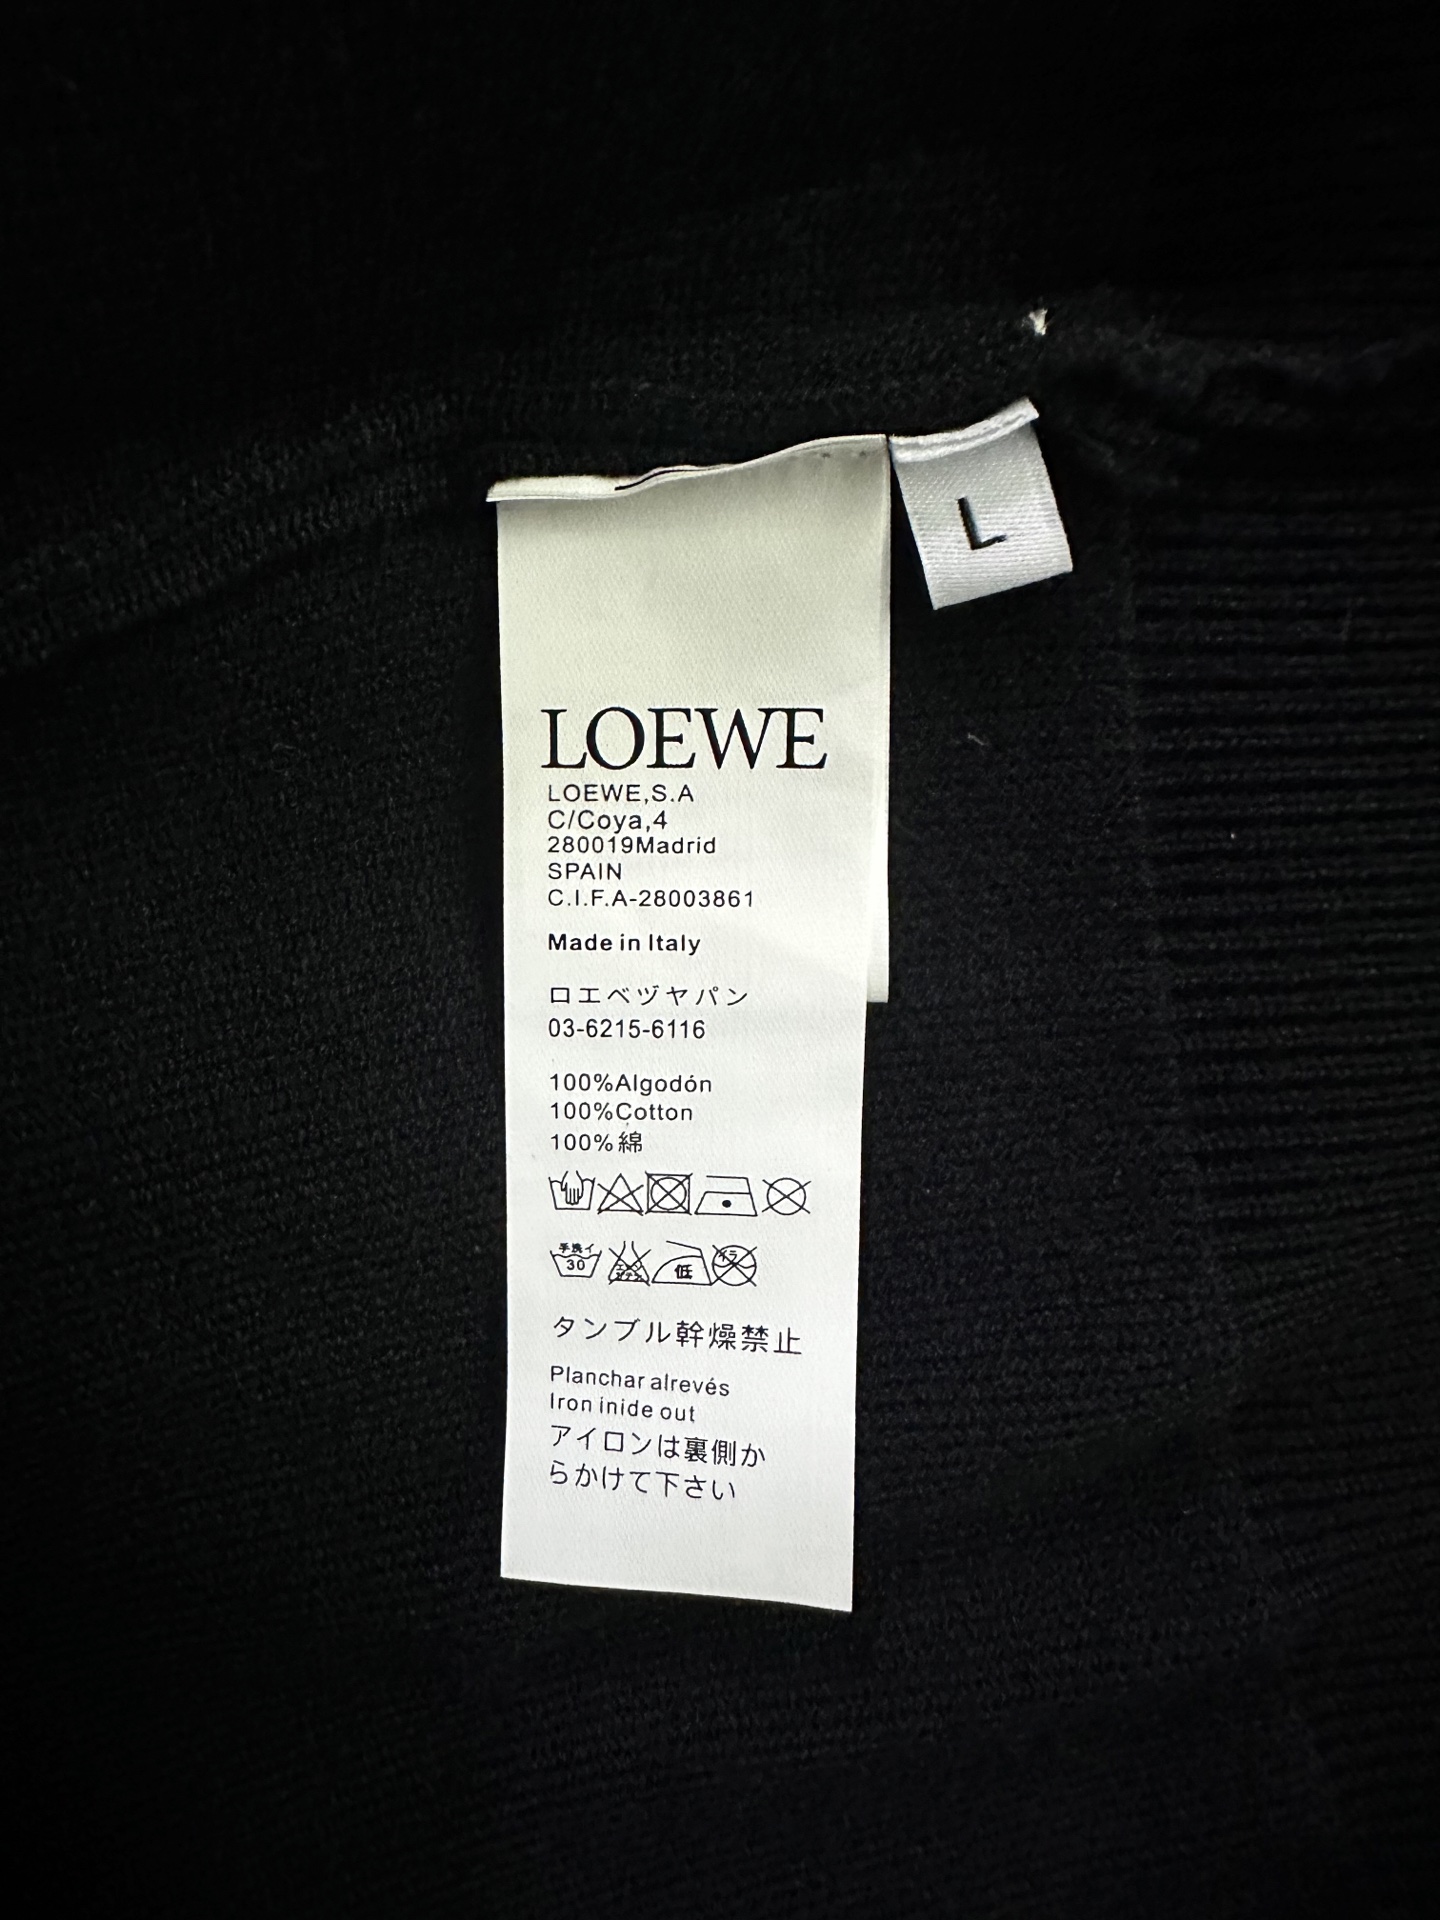 L
LOEWE
LOEWE,S.A
C/Coya,4
280019Madrid
SPAIN
C.I.F.A-28003861
Made in Italy
ロエベヅヤパン
03-6215-6116
100%Algodón
100%Cotton
100%綿
30
低
タンブル幹燥禁止
Planchar alrevés
Iron inide out
アイロンは裏側か
らかけて下さい